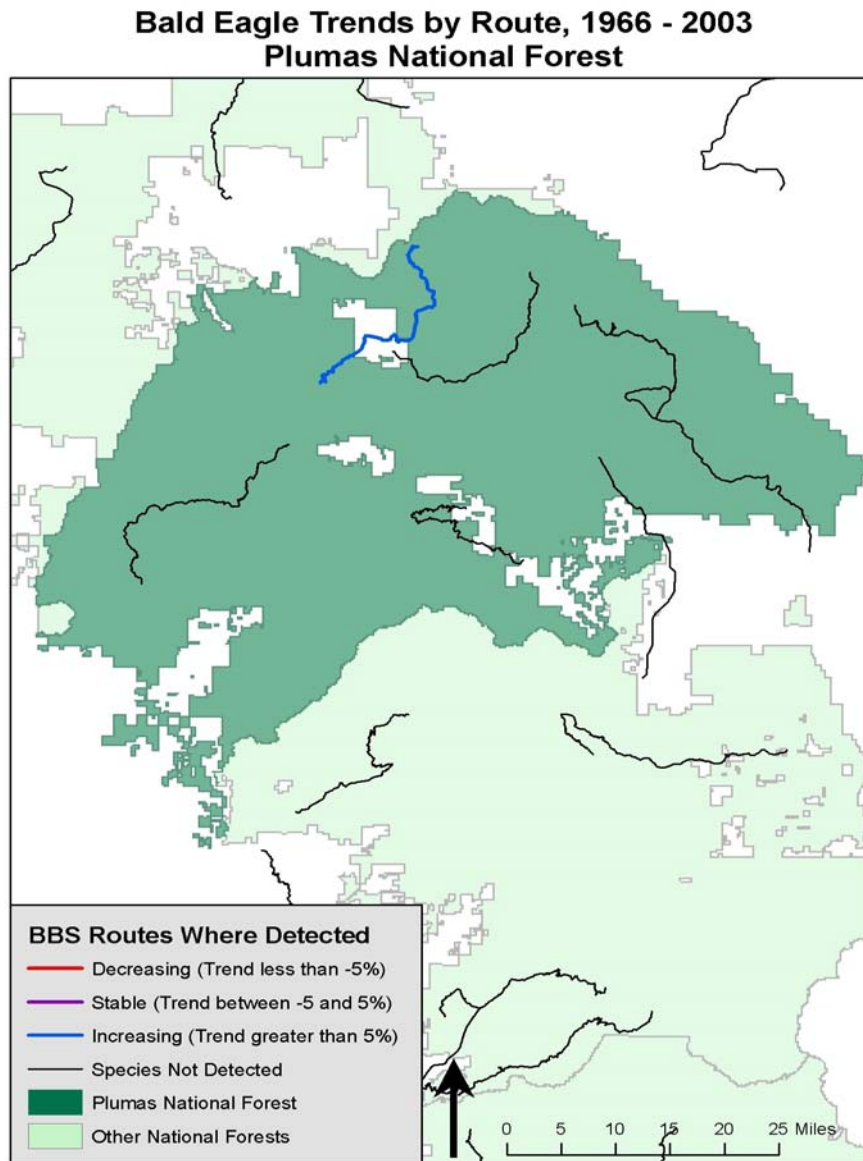 Bald Eagle Trends by Route, 1966 - 2003
Plumas National Forest
BBS Routes Where Detected
Decreasing (Trend less than -5%)
Stable (Trend between -5 and 5%)
Increasing (Trend greater than 5%)
Species Not Detected
Plumas National Forest
Other National Forests
0 5 10 15 20 25 Miles